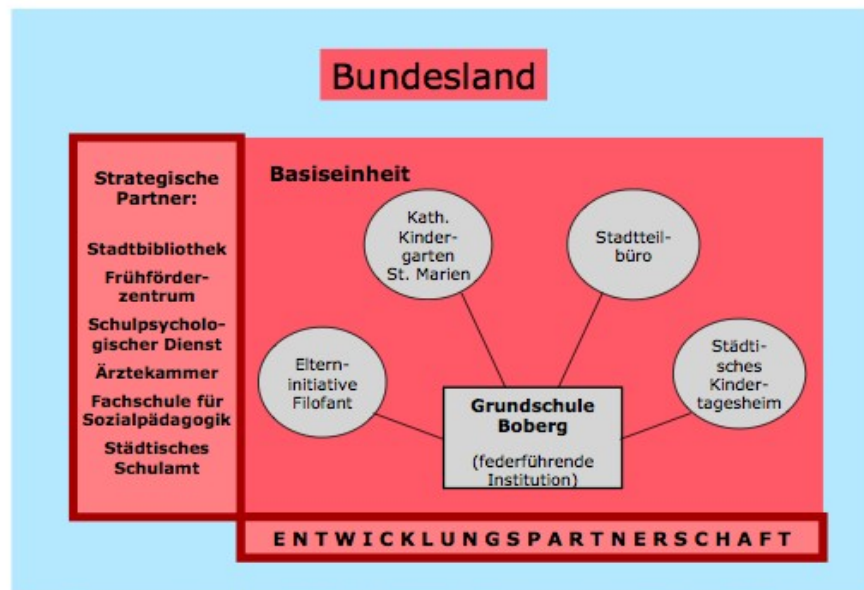 Bundesland
Strategische
Partner:
Stadtbibliothek
Frühförder-
zentrum
Schulpsycholo-
gischer Dienst
Ärztekammer
Fachschule für
Sozialpädagogik
Städtisches
Schulamt
Basiseinheit
Kath.
Kinder-
garten
St. Marien
Stadtteil-
büro
Eltern-
initiative
Filofant
Städti-
sches
Kinder-
tagesheim
Grundschule
Boberg
(federführende
Institution)
ENTWICKLUNGSPARTNERSCHAFT